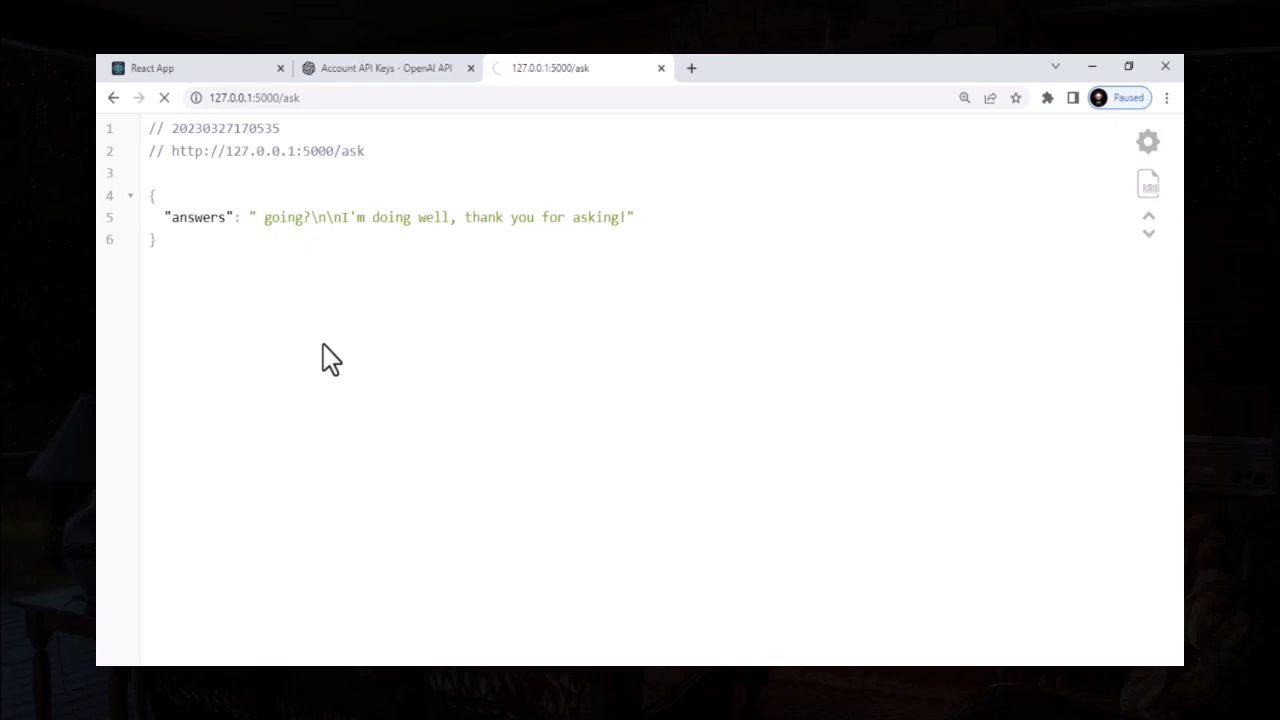 React App
Account API Keys - OpenAI API
127.0.0.1:5000/ask
127.0.0.1:5000/ask
Paused
1 // 20230327170535
2 // http://127.0.0.1:5000/ask
3
4 {
5 "answers": " going?\n\nI'm doing well, thank you for asking!"
6 }
RAW